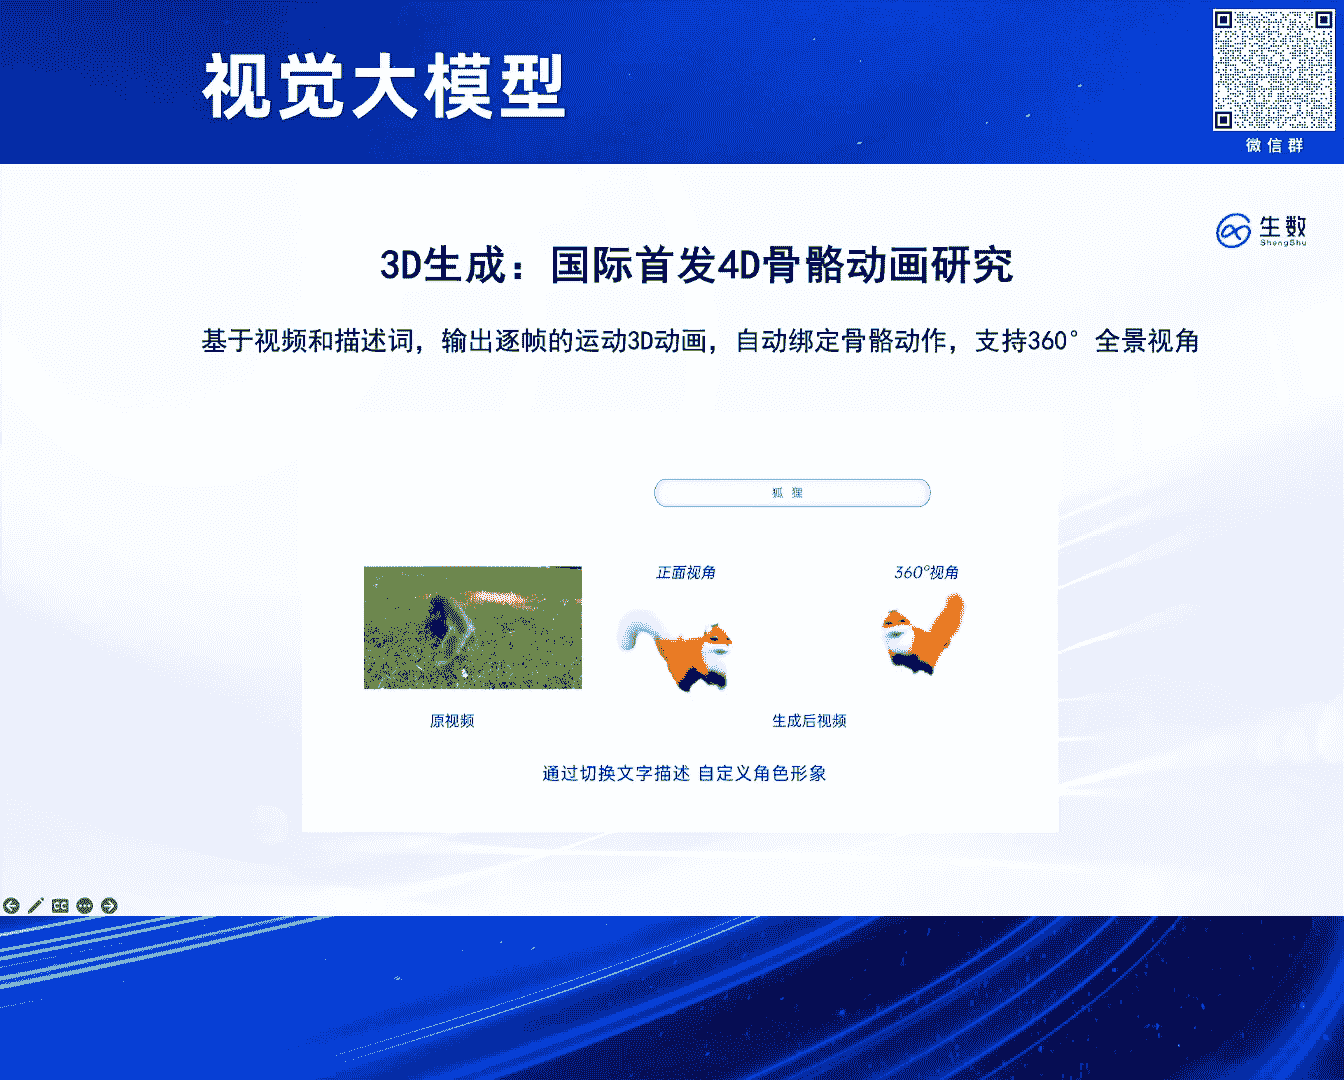 视觉大模型
微信群
生数
ShengShu
3D生成：国际首发4D骨骼动画研究
基于视频和描述词，输出逐帧的运动3D动画，自动绑定骨骼动作，支持360°全景视角
狐狸
正面视角
360°视角
原视频
生成后视频
通过切换文字描述 自定义角色形象
CC